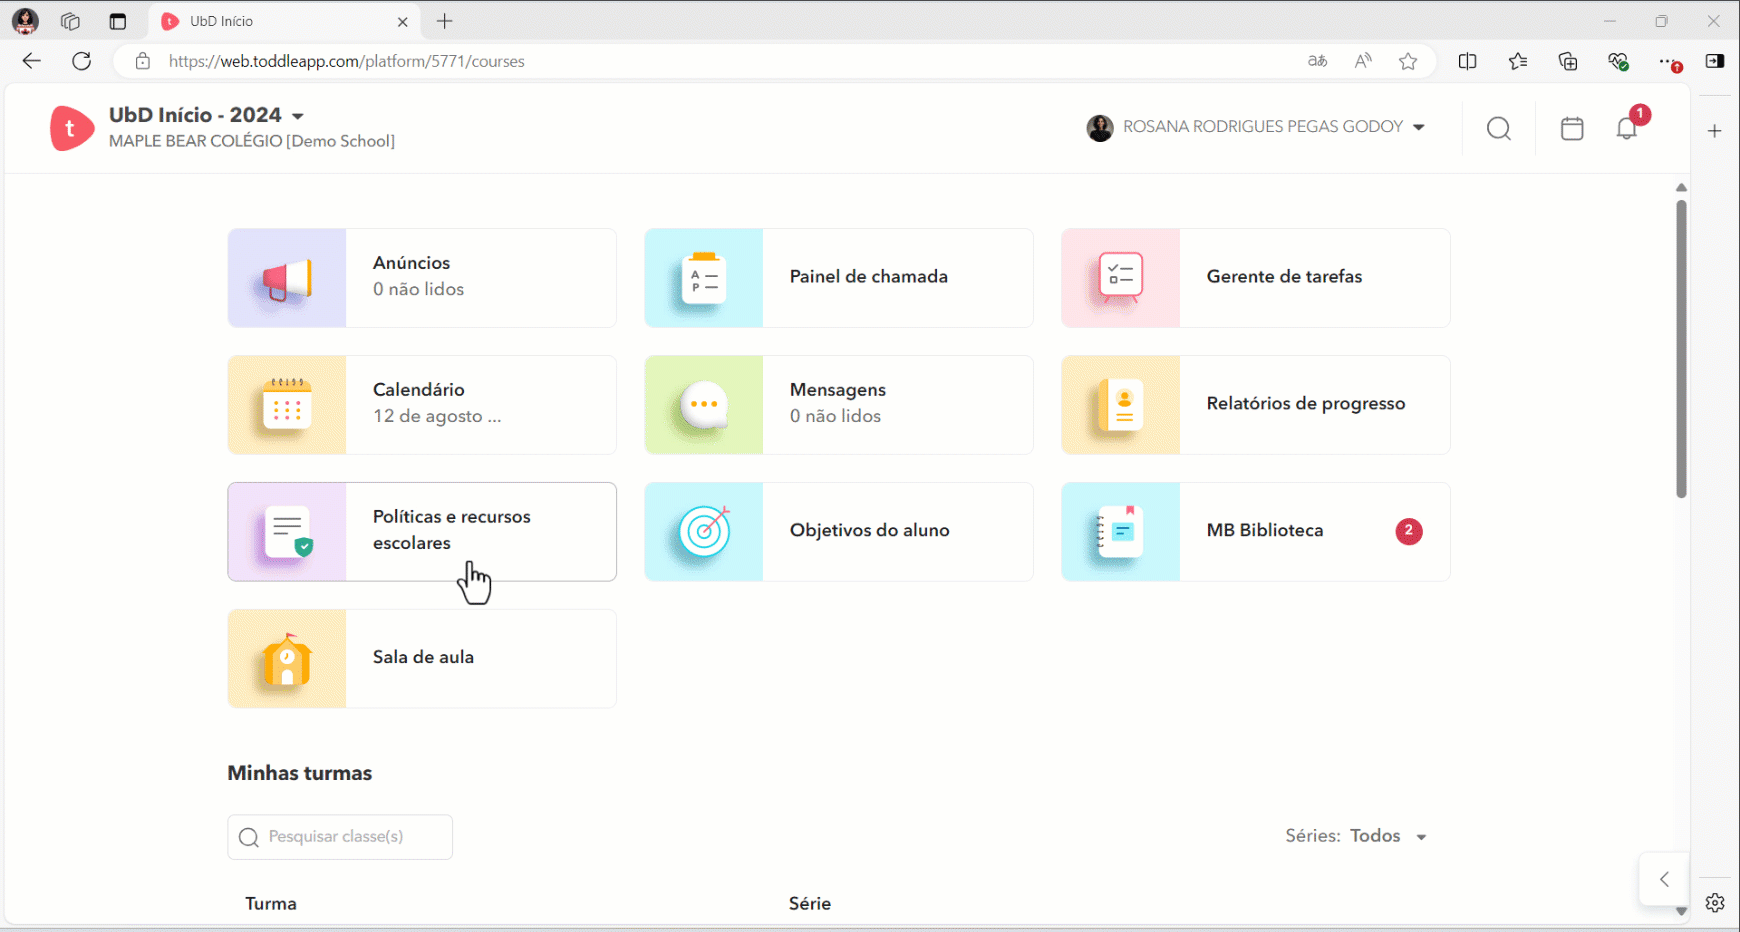 UbD Início
https://web.toddleapp.com/platform/5771/courses
aあ
A
t
UbD Início - 2024
MAPLE BEAR COLÉGIO [Demo School]
ROSANA RODRIGUES PEGAS GODOY
1
Anúncios
0 não lidos
A
P
Painel de chamada
Gerente de tarefas
Calendário
12 de agosto ...
Mensagens
0 não lidos
Relatórios de progresso
Políticas e recursos
escolares
Objetivos do aluno
MB Biblioteca
2
Sala de aula
Minhas turmas
Pesquisar classe(s)
Séries: Todos
Turma
Série